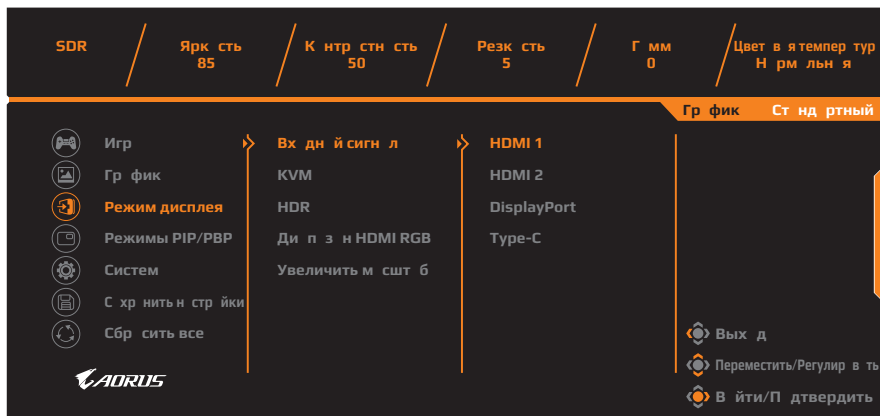 SDR
Ярк сть
85
К нтр стн сть
50
Резк сть
5
Г мм
0
Цвет в я темпер тур
Н рм льн я
Гр фик Ст нд ртный
Игр
Гр фик
Режим дисплея
Режимы PIP/PBP
Систем
С хр нить н стр йки
Сбр сить все
Вх дн й сигн л
KVM
HDR
Ди п з н HDMI RGB
Увеличить м сшт б
HDMI 1
HDMI 2
DisplayPort
Type-C
Вых д
Переместить/Регулир в ть
В йти/П дтвердить
AORUS